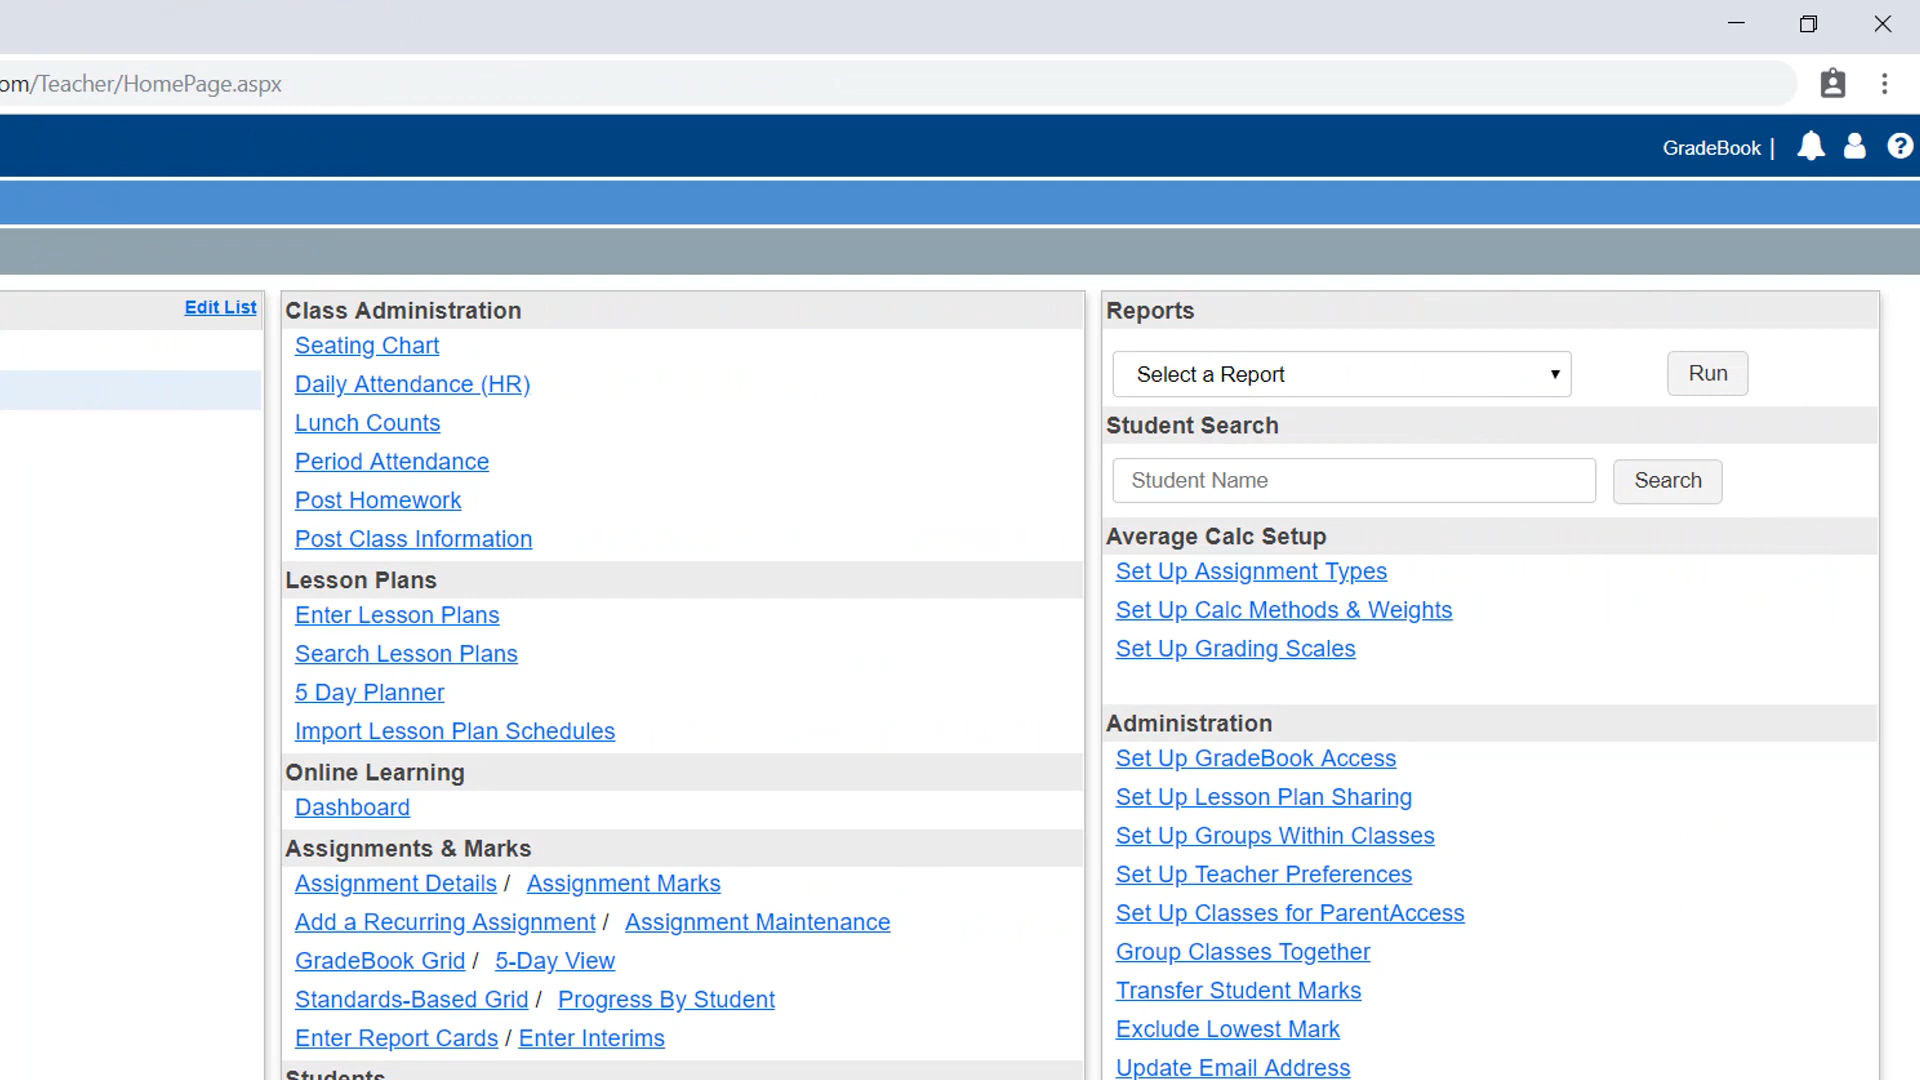 om/Teacher/HomePage.aspx
GradeBook |
Edit List
Class Administration
Seating Chart
Daily Attendance (HR)
Lunch Counts
Period Attendance
Post Homework
Post Class Information
Lesson Plans
Enter Lesson Plans
Search Lesson Plans
5 Day Planner
Import Lesson Plan Schedules
Online Learning
Dashboard
Assignments & Marks
Assignment Details / Assignment Marks
Add a Recurring Assignment / Assignment Maintenance
GradeBook Grid / 5-Day View
Standards-Based Grid / Progress By Student
Enter Report Cards / Enter Interims
Students
Reports
Select a Report
Run
Student Search
Student Name
Search
Average Calc Setup
Set Up Assignment Types
Set Up Calc Methods & Weights
Set Up Grading Scales
Administration
Set Up GradeBook Access
Set Up Lesson Plan Sharing
Set Up Groups Within Classes
Set Up Teacher Preferences
Set Up Classes for ParentAccess
Group Classes Together
Transfer Student Marks
Exclude Lowest Mark
Update Email Address